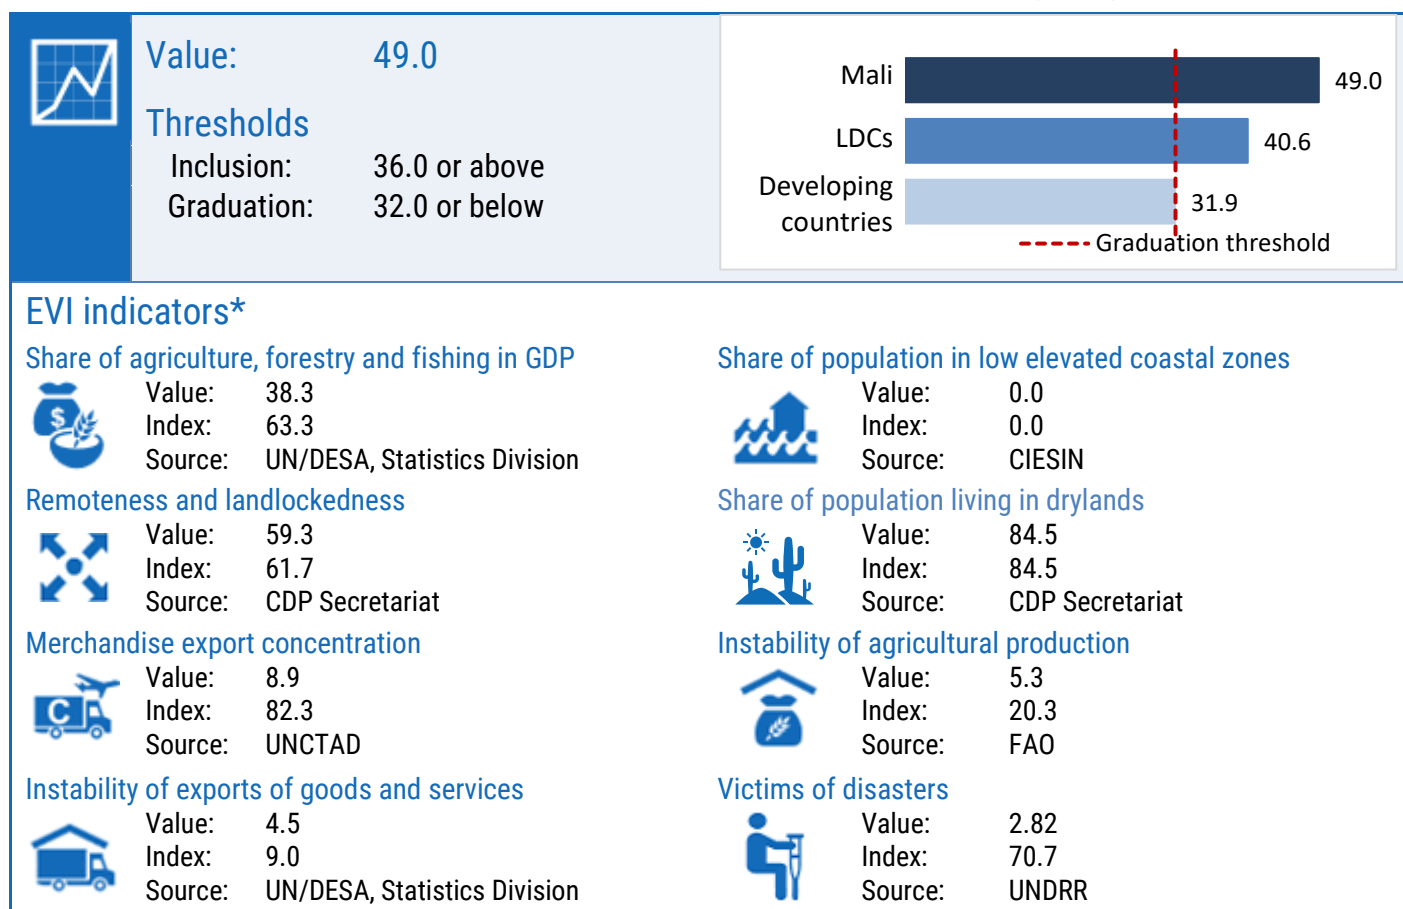 Value: 49.0
Thresholds
Inclusion: 36.0 or above
Graduation: 32.0 or below
Mali 49.0
LDCs 40.6
Developing
countries 31.9
Graduation threshold
EVI indicators*
Share of agriculture, forestry and fishing in GDP
Value: 38.3
Index: 63.3
Source: UN/DESA, Statistics Division
Share of population in low elevated coastal zones
Value: 0.0
Index: 0.0
Source: CIESIN
Remoteness and landlockedness
Value: 59.3
Index: 61.7
Source: CDP Secretariat
Share of population living in drylands
Value: 84.5
Index: 84.5
Source: CDP Secretariat
Merchandise export concentration
C
Value: 8.9
Index: 82.3
Source: UNCTAD
Instability of agricultural production
Value: 5.3
Index: 20.3
Source: FAO
Instability of exports of goods and services
Value: 4.5
Index: 9.0
Source: UN/DESA, Statistics Division
Victims of disasters
Value: 2.82
Index: 70.7
Source: UNDRR